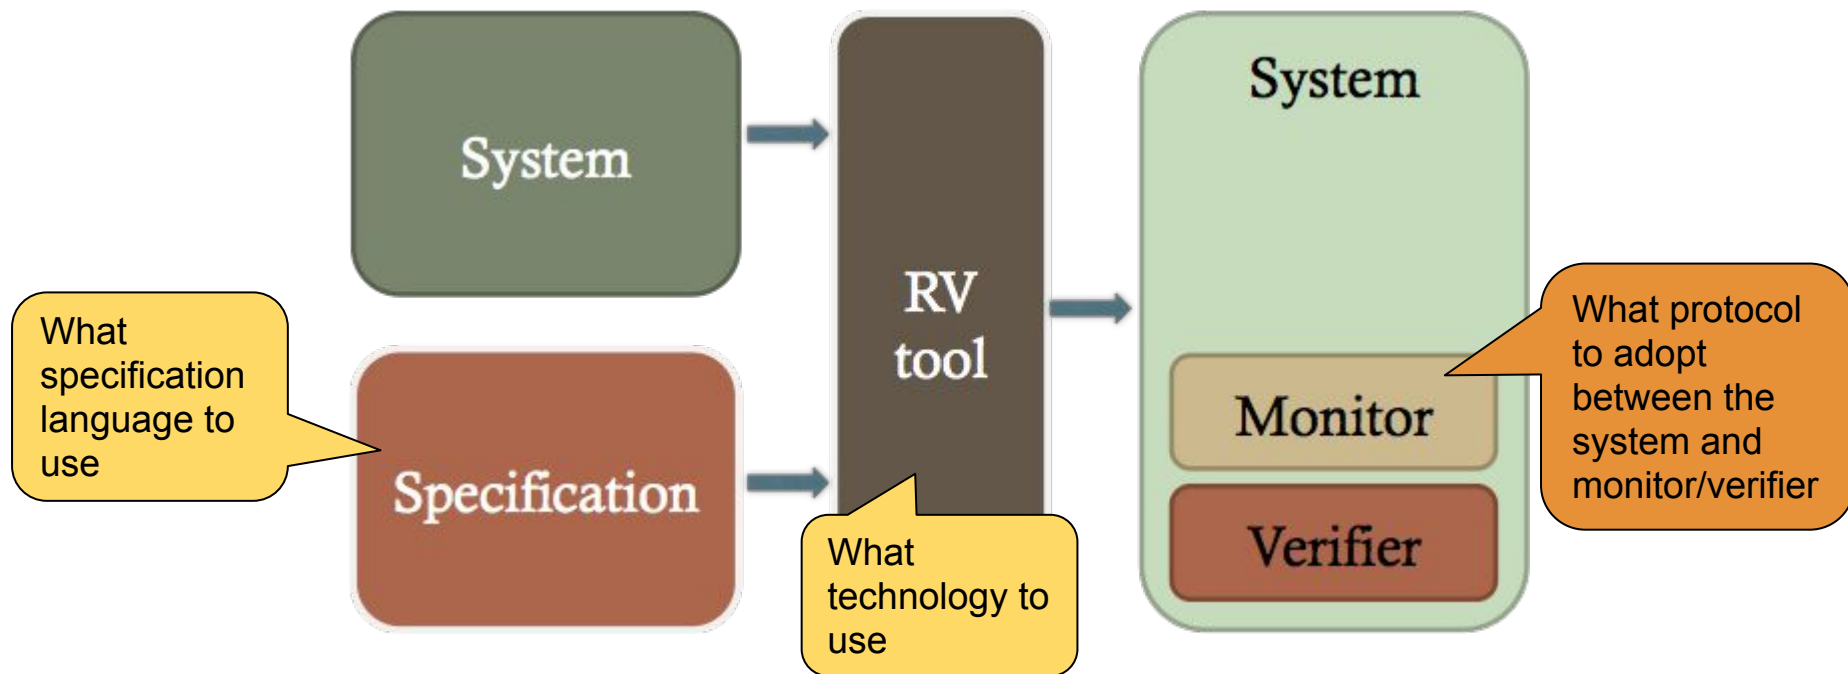 System
What
specification
language to
use
Specification
RV
tool
What
technology to
use
System
Monitor
Verifier
What protocol
to adopt
between the
system and
monitor/verifier